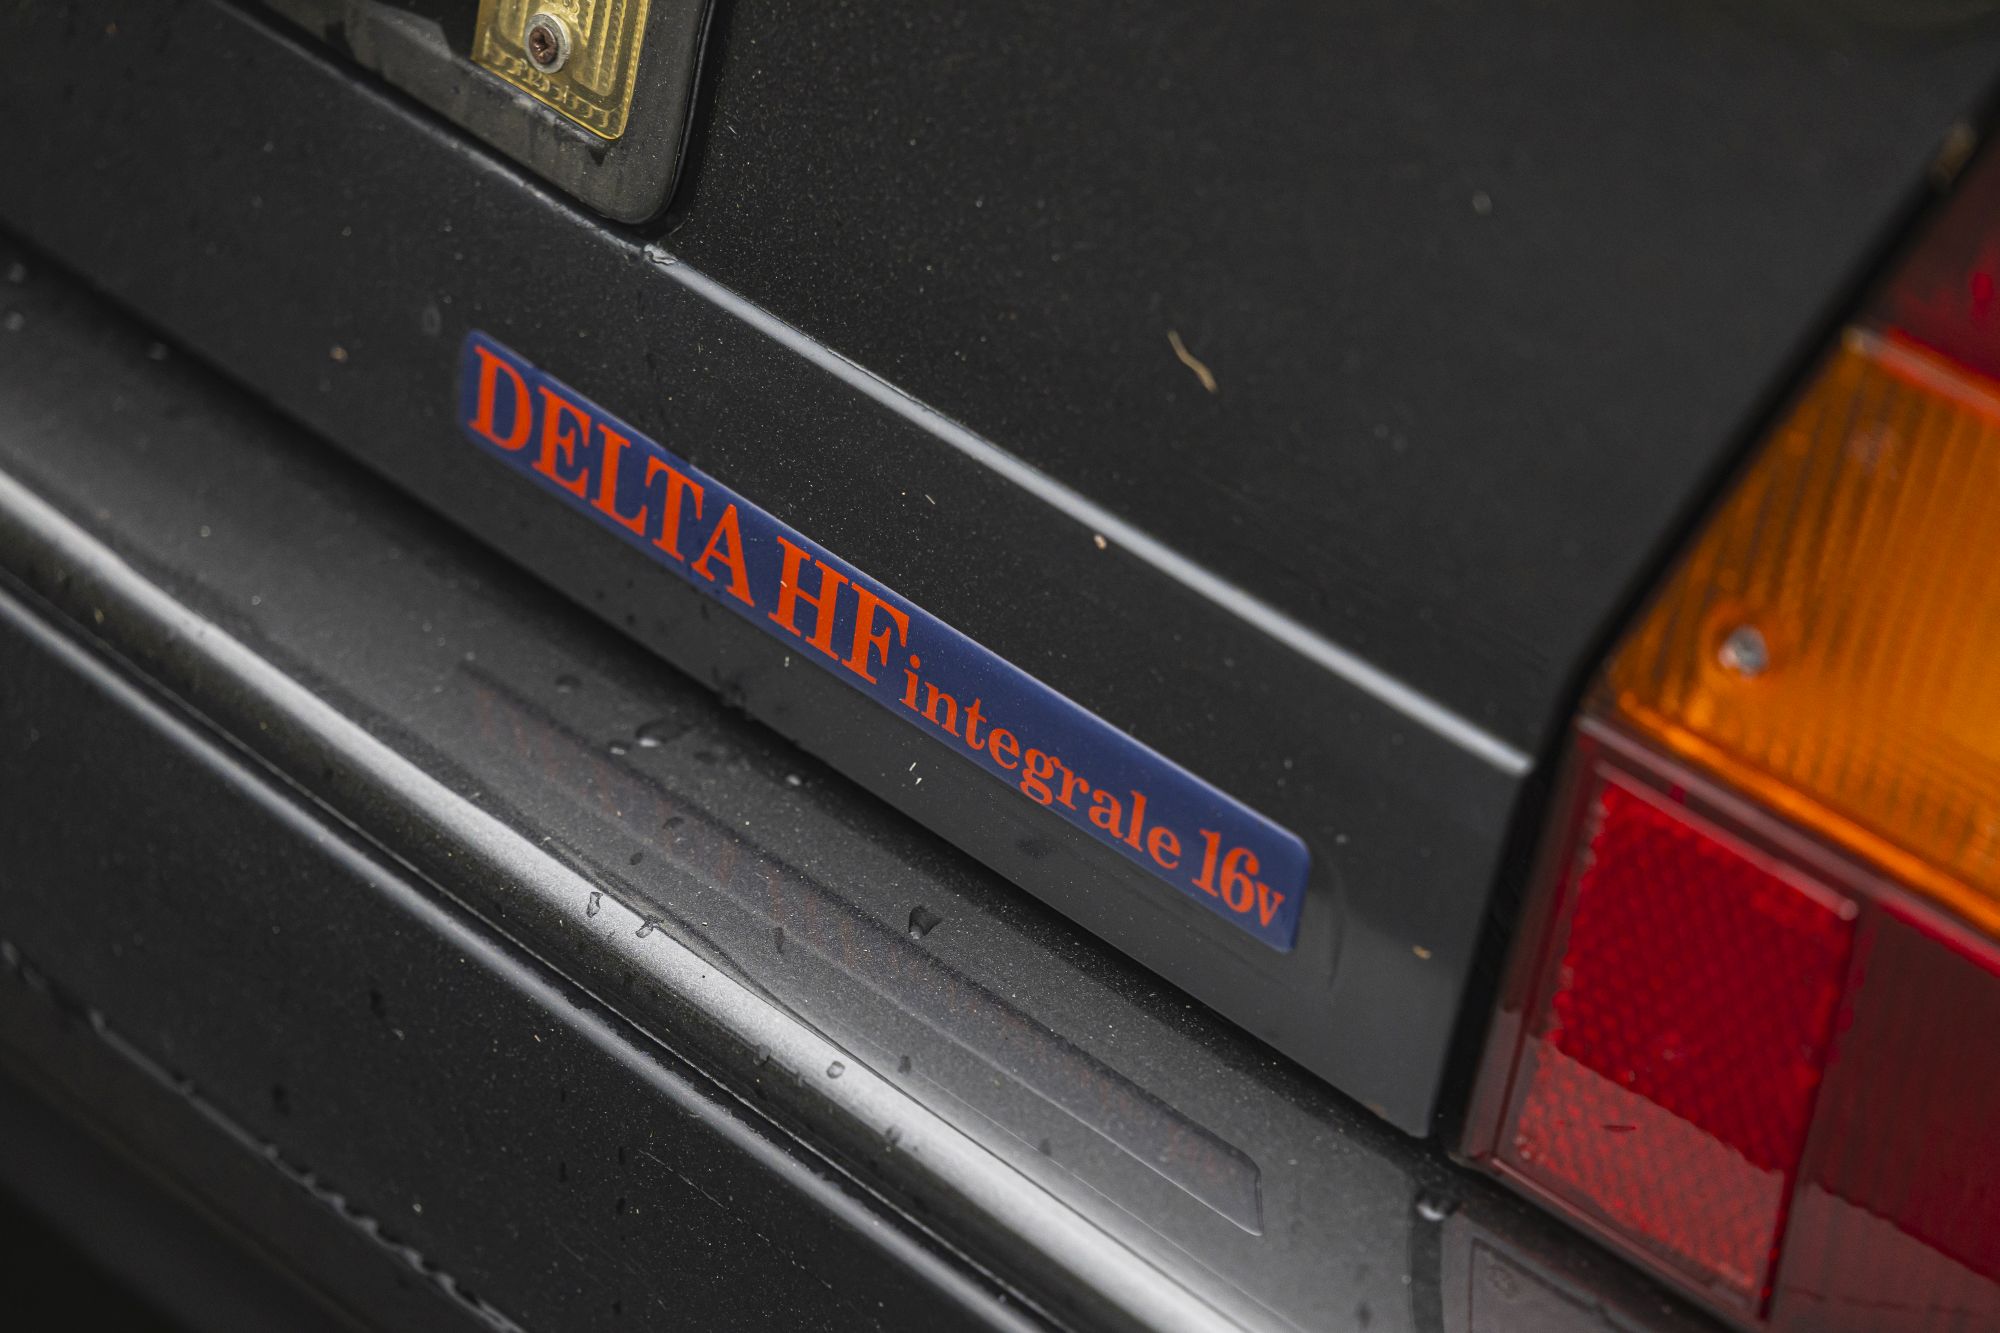 DELTA HF integrale 16v